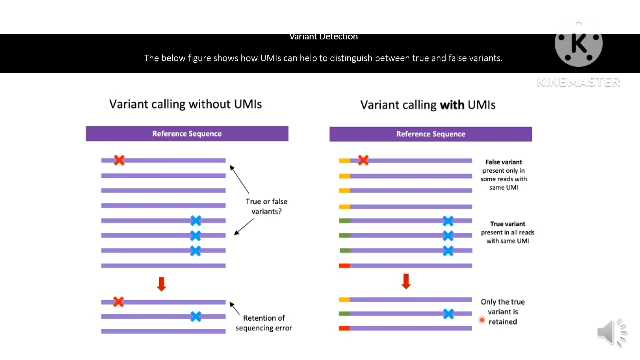 Variant Detection
The below figure shows how UMIs can help to distinguish between true and false variants.
K
KINEMASTER
Variant calling without UMIs
Reference Sequence
True or false
variants?
Retention of
sequencing error
Variant calling with UMIs
Reference Sequence
False variant
present only in
some reads with
same UMI
True variant
present in all reads
with same UMI
Only the true
variant is
retained